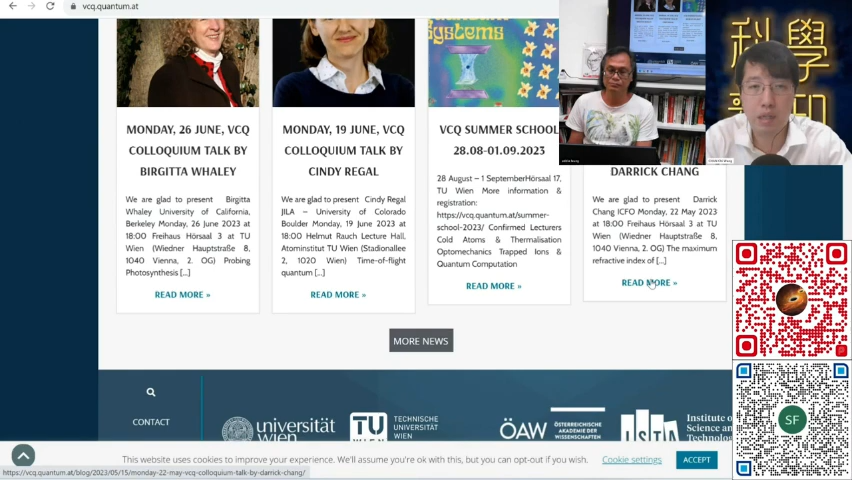 vcq.quantum.at
systems
科學
MONDAY, 26 JUNE, VCQ
COLLOQUIUM TALK BY
BIRGITTA WHALEY
We are glad to present Birgitta
Whaley University of California,
Berkeley Monday, 26 June 2023 at
18:00 Freihaus Hörsaal 3 at TU
Wien (Wiedner Hauptstraße 8,
1040 Vienna, 2. OG) Probing
Photosynthesis [...]
READ MORE »
MONDAY, 19 JUNE, VCQ
COLLOQUIUM TALK BY
CINDY REGAL
We are glad to present Cindy Regal
JILA – University of Colorado
Boulder Monday, 19 June 2023 at
18:00 Helmut Rauch Lecture Hall,
Atominstitut TU Wien (Stadionallee
2, 1020 Wien) Time-of-flight
quantum [...]
READ MORE »
VCQ SUMMER SCHOOL
28.08-01.09.2023
28 August – 1 SeptemberHörsaal 17,
TU Wien More information &
registration:
https://vcq.quantum.at/summer-
school-2023/ Confirmed Lecturers
Cold Atoms & Thermalisation
Optomechanics Trapped Ions &
Quantum Computation
READ MORE »
DARRICK CHANG
We are glad to present Darrick
Chang ICFO Monday, 22 May 2023
at 18:00 Freihaus Hörsaal 3 at TU
Wien (Wiedner Hauptstraße 8,
1040 Vienna, 2. OG) The maximum
refractive index of [...]
READ MORE »
MORE NEWS
CONTACT
universität
wien
TU
WIEN
TECHNISCHE
UNIVERSITÄT
WIEN
ÖAW
ÖSTERREICHISCHE
AKADEMIE DER
WISSENSCHAFTEN
ISTA
Institute of
Science and
Technolo
SF
This website uses cookies to improve your experience. We'll assume you're ok with this, but you can opt-out if you wish.
Cookie settings
ACCEPT
https://vcq.quantum.at/blog/2023/05/15/monday-22-may-vcq-colloquium-talk-by-darrick-chang/